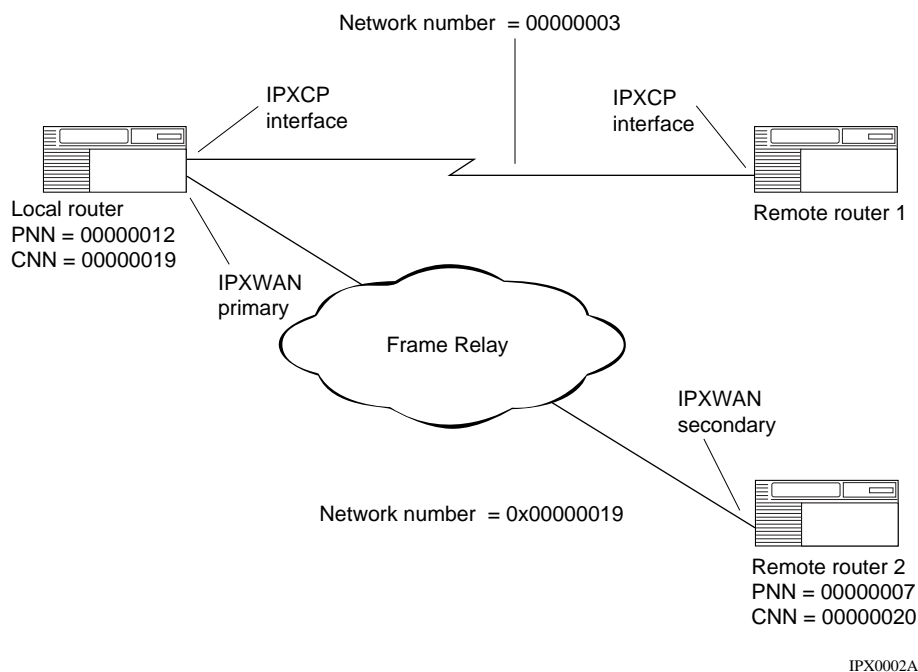 Network number = 00000003
IPXCP
interface
IPXCP
interface
Local router
PNN = 00000012
CNN = 00000019
Remote router 1
IPXWAN
primary
Frame Relay
IPXWAN
secondary
Network number = 0x00000019
Remote router 2
PNN = 00000007
CNN = 00000020
IPX0002A